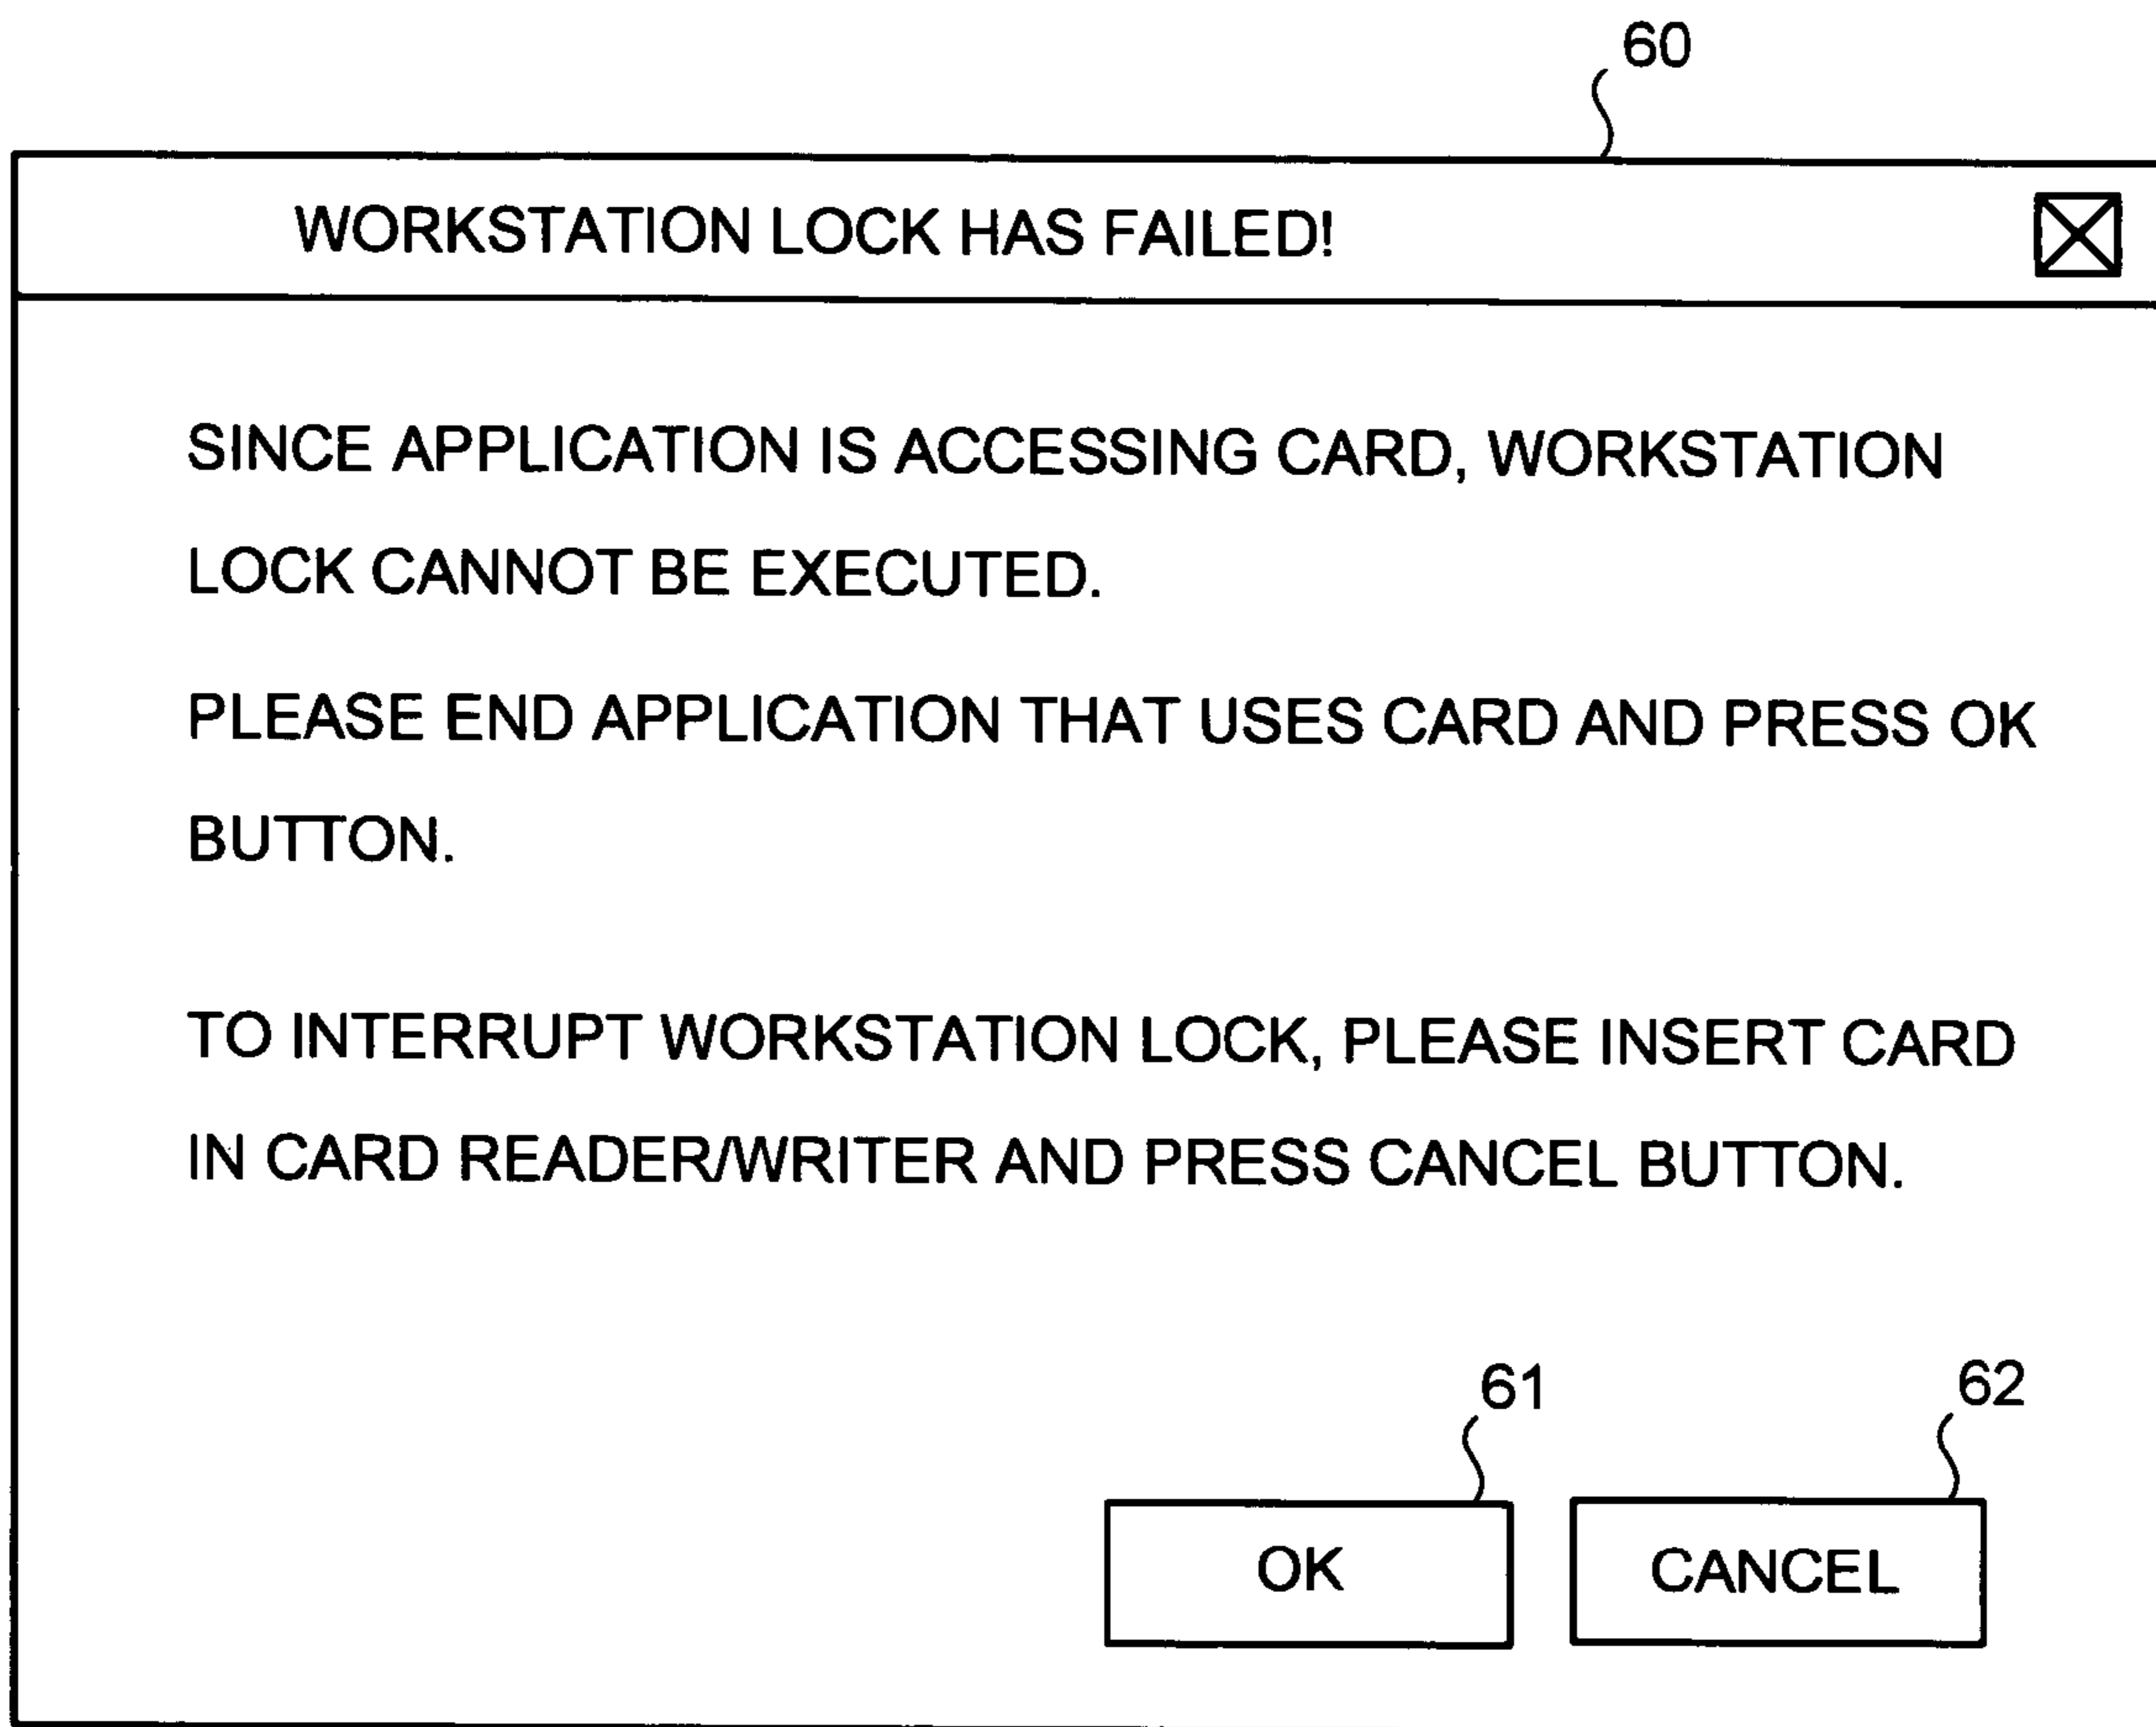 60
WORKSTATION LOCK HAS FAILED!
SINCE APPLICATION IS ACCESSING CARD, WORKSTATION
LOCK CANNOT BE EXECUTED.
PLEASE END APPLICATION THAT USES CARD AND PRESS OK
BUTTON.
TO INTERRUPT WORKSTATION LOCK, PLEASE INSERT CARD
IN CARD READER/WRITER AND PRESS CANCEL BUTTON.
61 62
OK CANCEL